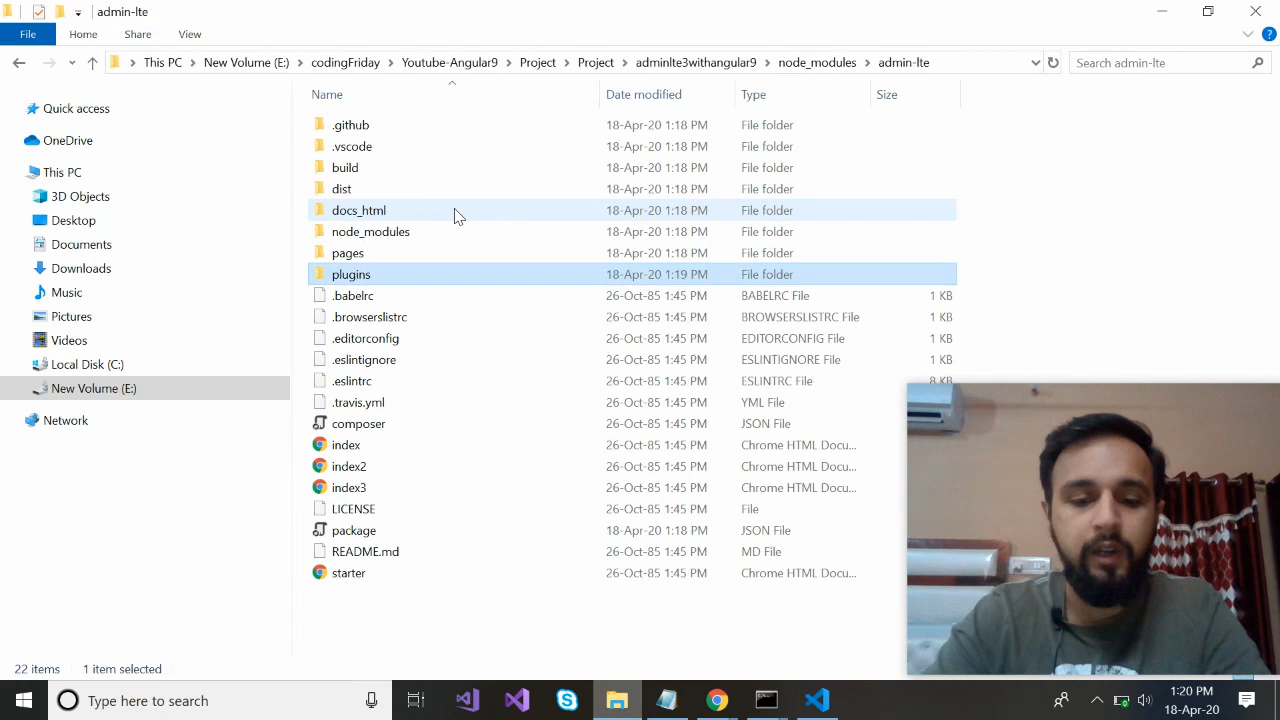 admin-lte
File Home Share View
This PC New Volume (E:) codingFriday Youtube-Angular9 Project Project adminlte3withangular9 node_modules admin-lte
Search admin-lte
Name Date modified Type Size
Quick access
OneDrive
This PC
3D Objects
Desktop
Documents
Downloads
Music
Pictures
Videos
Local Disk (C:)
New Volume (E:)
Network
.github 18-Apr-20 1:18 PM File folder
.vscode 18-Apr-20 1:18 PM File folder
build 18-Apr-20 1:18 PM File folder
dist 18-Apr-20 1:18 PM File folder
docs_html 18-Apr-20 1:18 PM File folder
node_modules 18-Apr-20 1:18 PM File folder
pages 18-Apr-20 1:18 PM File folder
plugins 18-Apr-20 1:19 PM File folder
.babelrc 26-Oct-85 1:45 PM BABELRC File 1 KB
.browserslistrc 26-Oct-85 1:45 PM BROWSERSLISTRC File 1 KB
.editorconfig 26-Oct-85 1:45 PM EDITORCONFIG File 1 KB
.eslintignore 26-Oct-85 1:45 PM ESLINTIGNORE File 1 KB
.eslintrc 26-Oct-85 1:45 PM ESLINTRC File 8 KB
.travis.yml 26-Oct-85 1:45 PM YML File
composer 26-Oct-85 1:45 PM JSON File
index 26-Oct-85 1:45 PM Chrome HTML Docu...
index2 26-Oct-85 1:45 PM Chrome HTML Docu...
index3 26-Oct-85 1:45 PM Chrome HTML Docu...
LICENSE 26-Oct-85 1:45 PM File
package 18-Apr-20 1:18 PM JSON File
README.md 26-Oct-85 1:45 PM MD File
starter 26-Oct-85 1:45 PM Chrome HTML Docu...
22 items 1 item selected
Type here to search
1:20 PM
18-Apr-20